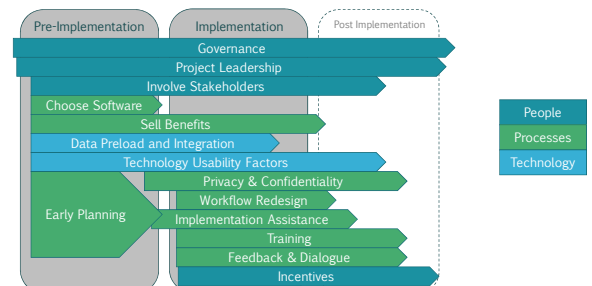 Pre-Implementation
Implementation
Post Implementation
Governance
Project Leadership
Involve Stakeholders
Choose Software
Sell Benefits
Data Preload and Integration
Technology Usability Factors
Privacy & Confidentiality
Early Planning
Workflow Redesign
Implementation Assistance
Training
Feedback & Dialogue
Incentives
People
Processes
Technology